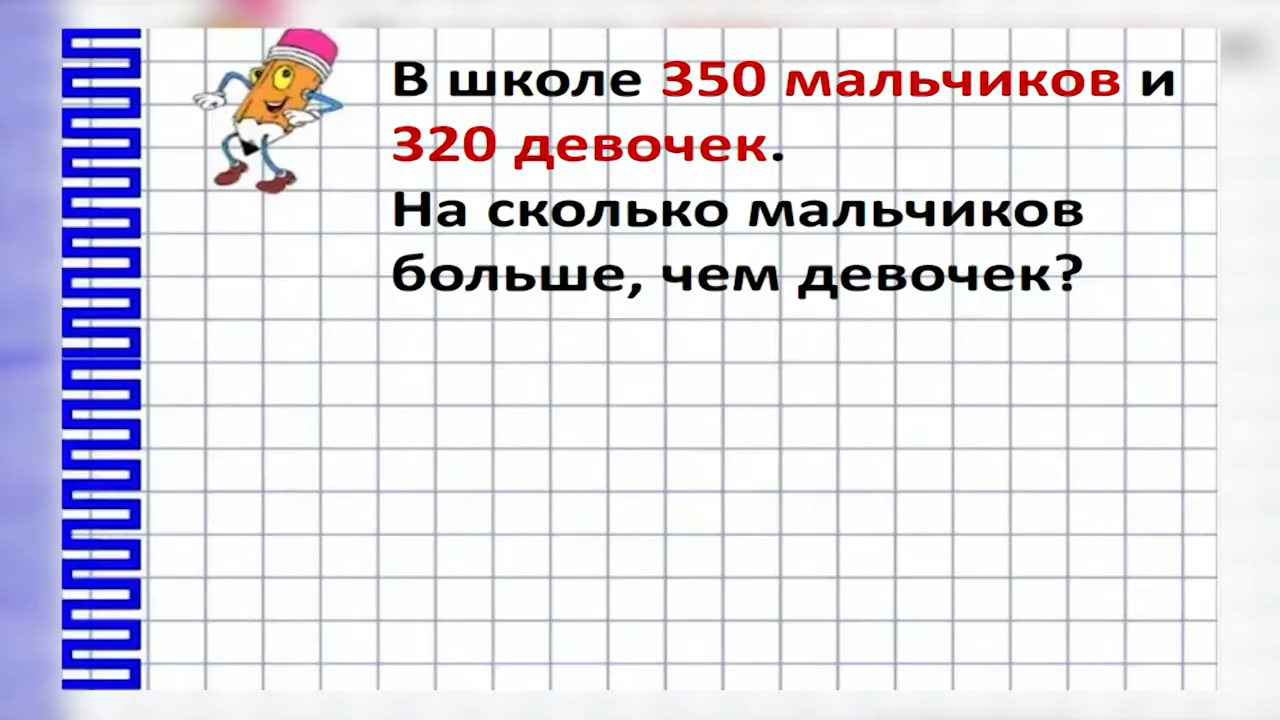 В школе 350 мальчиков и
320 девочек.
На сколько мальчиков
больше, чем девочек?